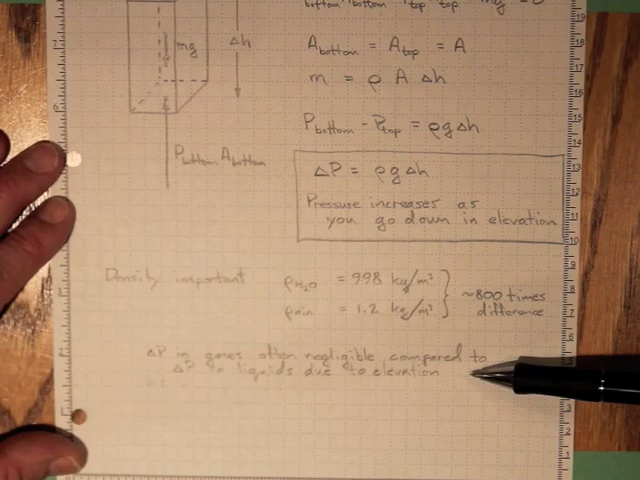 mg
Δh
A_bottom = A_top = A
m = ρ A Δh
P_bottom - P_top = ρgΔh
P_bottom A_bottom
ΔP = ρgΔh
Pressure increases as
you go down in elevation
Density important
ρ_H2O = 998 kg/m³
ρ_air = 1.2 kg/m³
~800 times
difference
ΔP in gases often negligible compared to
ΔP in liquids due to elevation